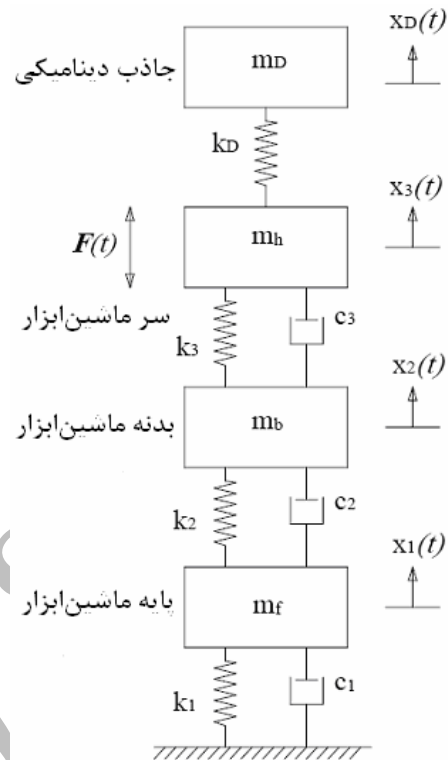 mD
xD(t)
جاذب دینامیکی
kD
x3(t)
F(t)
mh
سر ماشین‌ابزار
k3
c3
x2(t)
mb
بدنه ماشین‌ابزار
k2
c2
x1(t)
mf
پایه ماشین‌ابزار
k1
c1